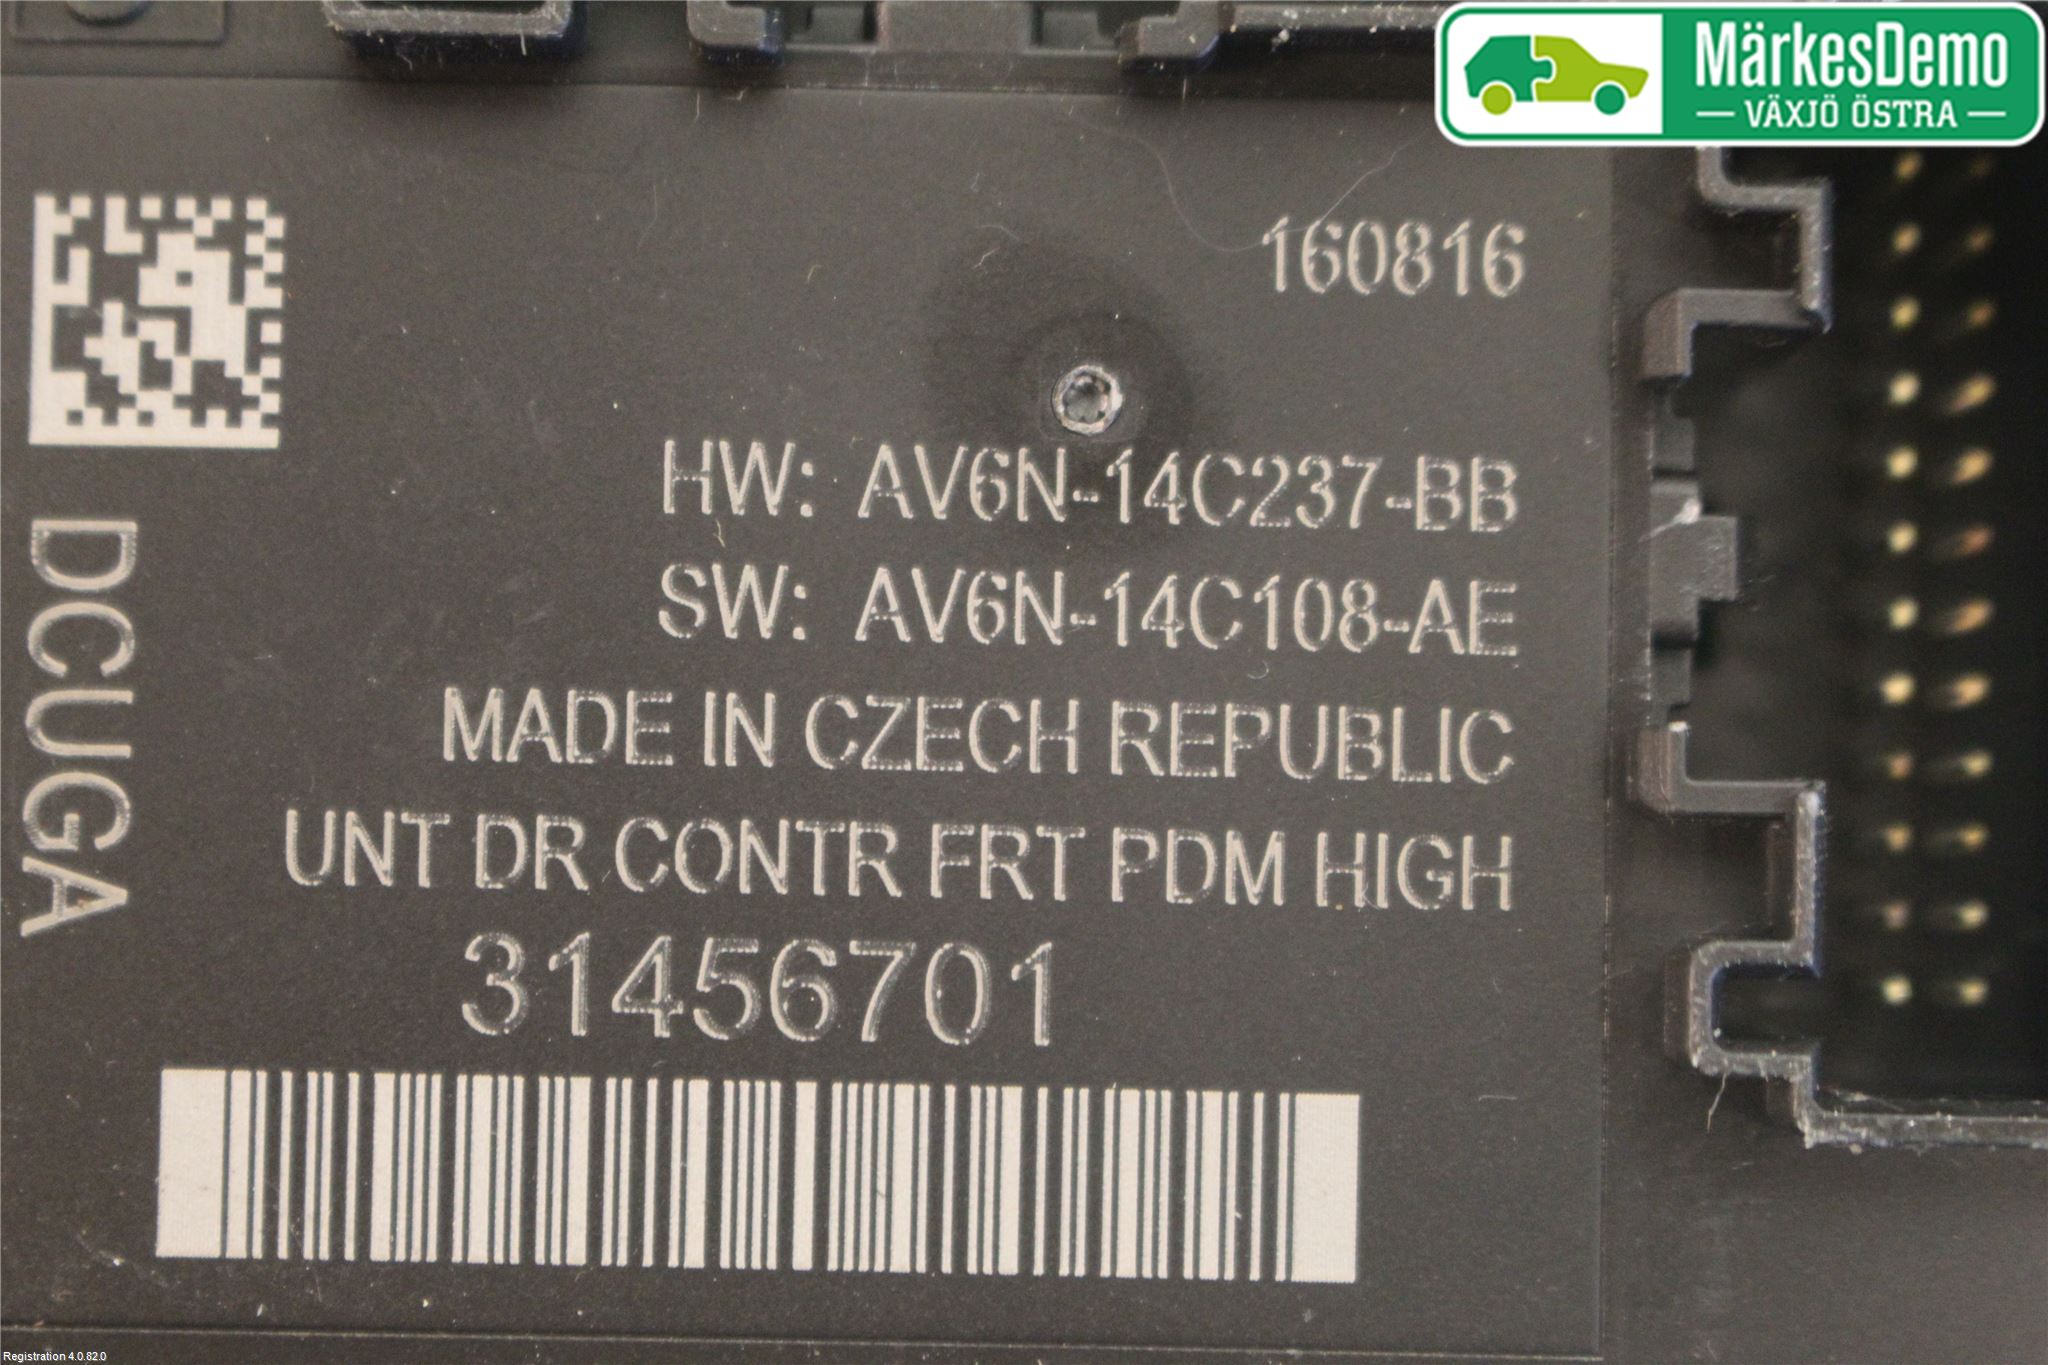 MärkesDemo
VÄXJÖ ÖSTRA
160816
HW: AV6N-14C237-BB
SW: AV6N-14C108-AE
MADE IN CZECH REPUBLIC
UNT DR CONTR FRT PDM HIGH
31456701
DCUGA
Registration 4.0.82.0